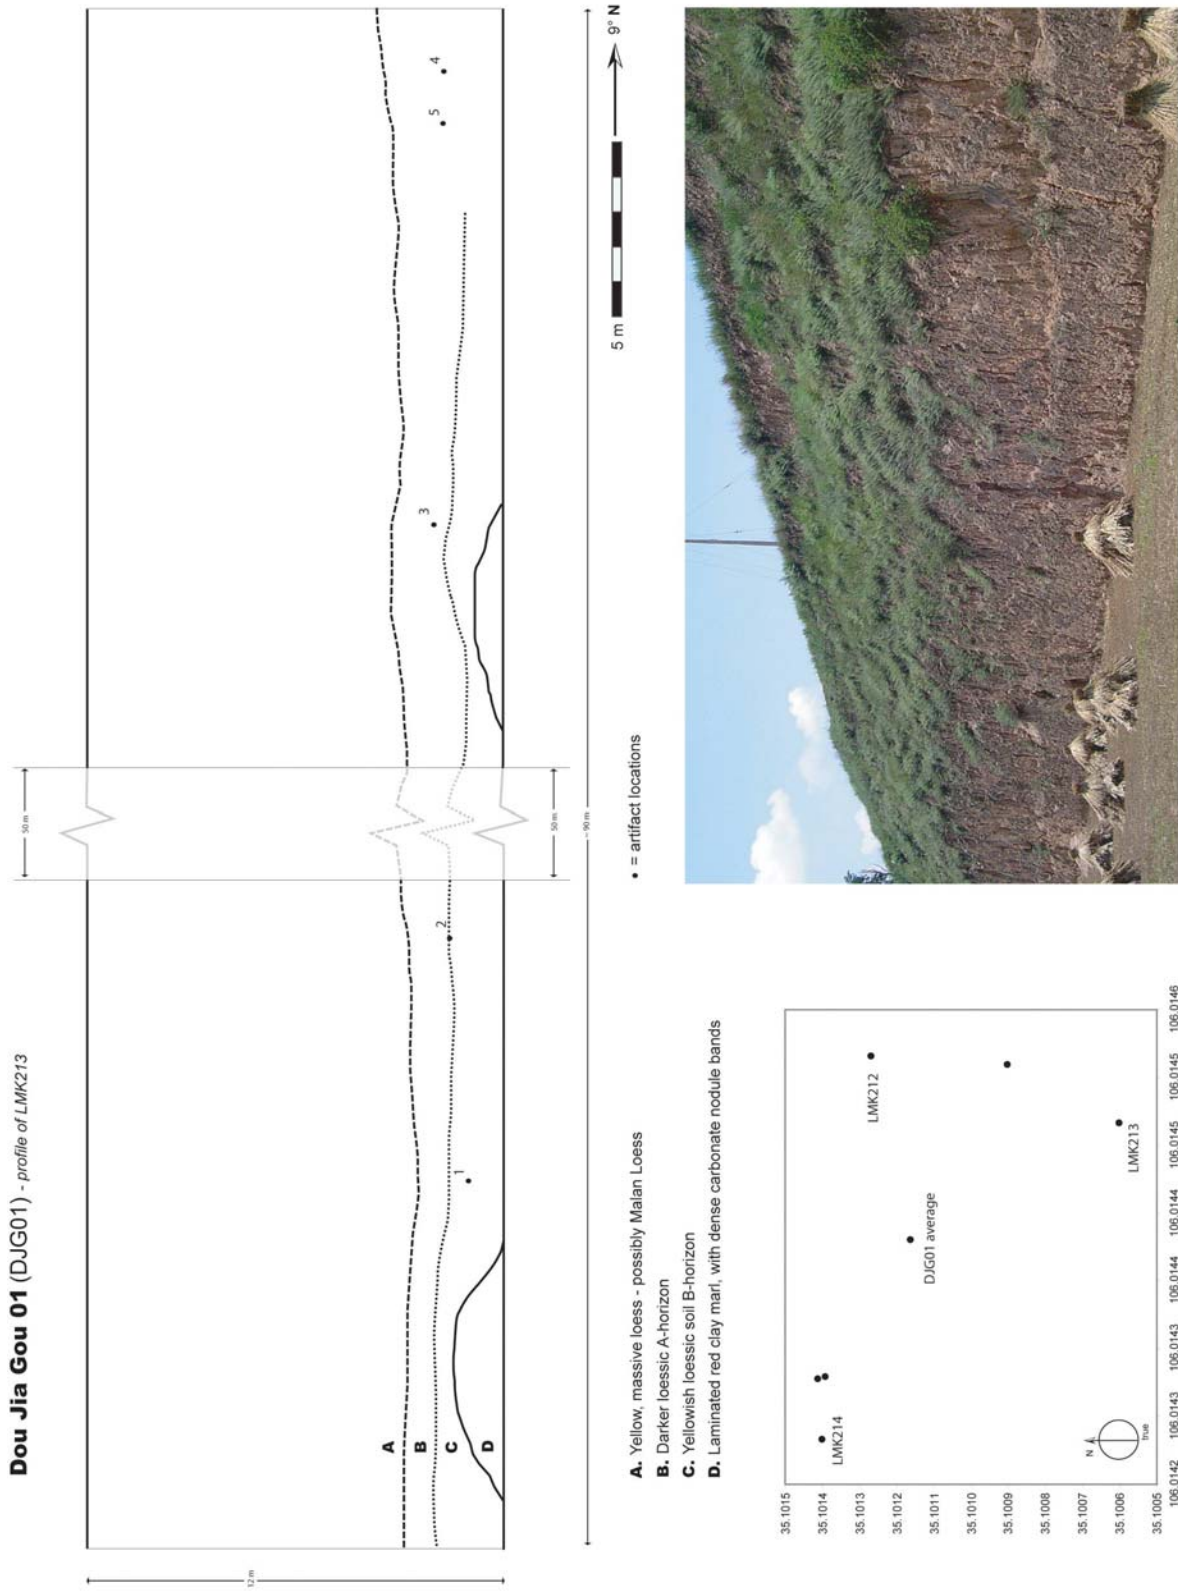 Dou Jia Gou 01 (DJG01) - profile of LMK213
50 m
12 m
A
B
C
D
1
2
3
5
4
50 m
~90 m
5 m
9° N
• = artifact locations
A. Yellow, massive loess - possibly Malan Loess
B. Darker loessic A-horizon
C. Yellowish loessic soil B-horizon
D. Laminated red clay marl, with dense carbonate nodule bands
35.1015
35.1014
35.1013
35.1012
35.1011
35.1010
35.1009
35.1008
35.1007
35.1006
35.1005
LMK214
DJG01 average
LMK212
LMK213
N
true
106.0142
106.0143
106.0143
106.0144
106.0144
106.0145
106.0145
106.0146